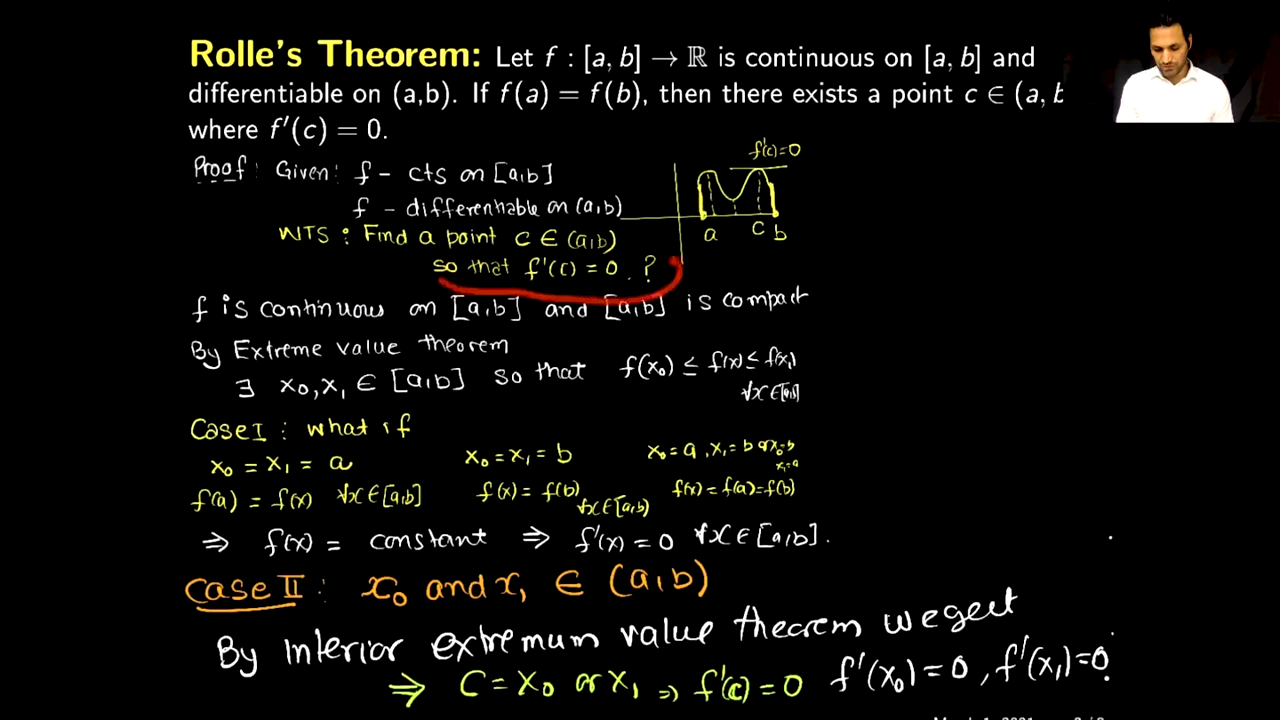 Rolle's Theorem: Let f : [a, b] → ℝ is continuous on [a, b] and
differentiable on (a,b). If f(a) = f(b), then there exists a point c ∈ (a, b
where f′(c) = 0.
Proof : Given: f - cts on [a,b]
f - differentiable on (a,b)
WTS : Find a point c ∈ (a,b)
so that f'(c) = 0. ?
f'(c)=0
a c b
f is continuous on [a,b] and [a,b] is compact
By Extreme value theorem
∃ x₀, x₁ ∈ [a,b] so that f(x₀) ≤ f(x) ≤ f(x₁)
∀x∈[a,b]
Case I : what if
x₀ = x₁ = a x₀ = x₁ = b x₀ = a, x₁ = b or x₀=b
x₁=a
f(a) = f(x) ∀x∈[a,b] f(x) = f(b) ∀x∈[a,b) f(x) = f(a) = f(b)
⇒ f(x) = constant ⇒ f'(x) = 0 ∀x∈[a,b].
Case II : x₀ and x₁ ∈ (a,b)
By interior extremum value theorem we get
f'(x₀) = 0, f'(x₁) = 0.
⇒ C = x₀ or x₁ ⇒ f'(c) = 0